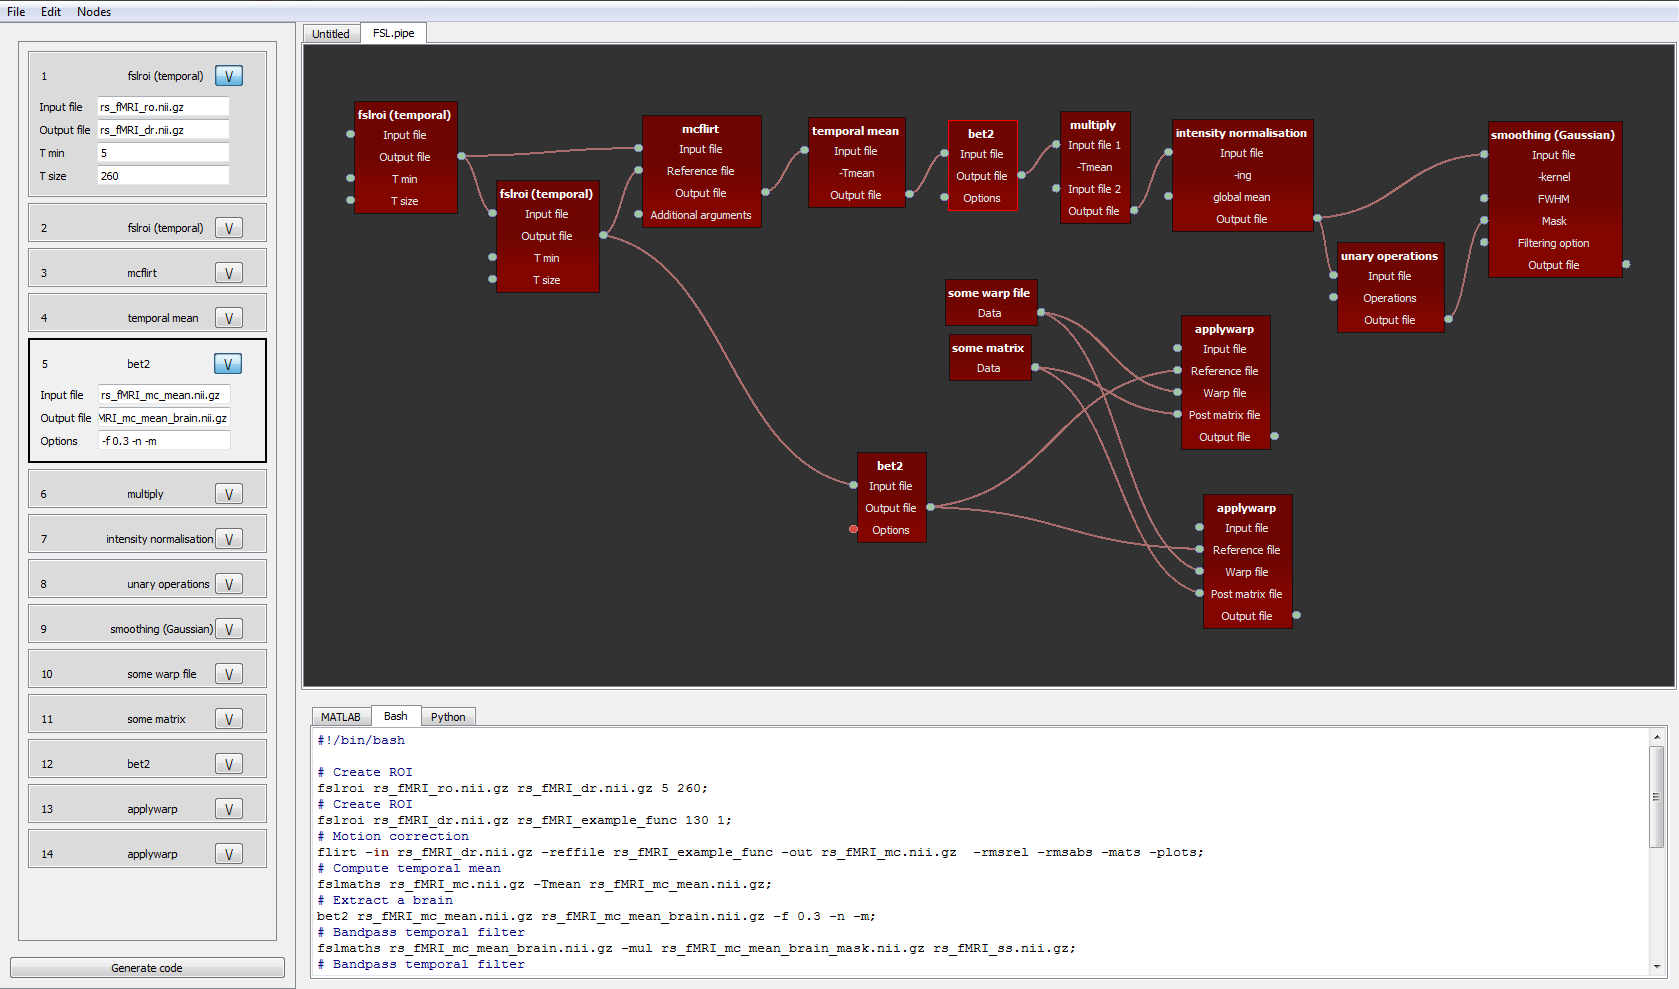 File Edit Nodes
1 fslroi (temporal) V
Input file rs_fMRI_ro.nii.gz
Output file rs_fMRI_dr.nii.gz
T min 5
T size 260
2 fslroi (temporal) V
3 mcflirt V
4 temporal mean V
5 bet2 V
Input file rs_fMRI_mc_mean.nii.gz
Output file MRI_mc_mean_brain.nii.gz
Options -f 0.3 -n -m
6 multiply V
7 intensity normalisation V
8 unary operations V
9 smoothing (Gaussian) V
10 some warp file V
11 some matrix V
12 bet2 V
13 applywarp V
14 applywarp V
Generate code
Untitled FSL.pipe
fslroi (temporal)
Input file
Output file
T min
T size
fslroi (temporal)
Input file
Output file
T min
T size
mcflirt
Input file
Reference file
Output file
Additional arguments
temporal mean
Input file
-Tmean
Output file
bet2
Input file
Output file
Options
multiply
Input file 1
-Tmean
Input file 2
Output file
intensity normalisation
Input file
-ing
global mean
Output file
smoothing (Gaussian)
Input file
-kernel
FWHM
Mask
Filtering option
Output file
unary operations
Input file
Operations
Output file
some warp file
Data
some matrix
Data
applywarp
Input file
Reference file
Warp file
Post matrix file
Output file
bet2
Input file
Output file
Options
applywarp
Input file
Reference file
Warp file
Post matrix file
Output file
MATLAB Bash Python
#!/bin/bash
# Create ROI
fslroi rs_fMRI_ro.nii.gz rs_fMRI_dr.nii.gz 5 260;
# Create ROI
fslroi rs_fMRI_dr.nii.gz rs_fMRI_example_func 130 1;
# Motion correction
flirt -in rs_fMRI_dr.nii.gz -reffile rs_fMRI_example_func -out rs_fMRI_mc.nii.gz  -rmsrel -rmsabs -mats -plots;
# Compute temporal mean
fslmaths rs_fMRI_mc.nii.gz -Tmean rs_fMRI_mc_mean.nii.gz;
# Extract a brain
bet2 rs_fMRI_mc_mean.nii.gz rs_fMRI_mc_mean_brain.nii.gz -f 0.3 -n -m;
# Bandpass temporal filter
fslmaths rs_fMRI_mc_mean_brain.nii.gz -mul rs_fMRI_mc_mean_brain_mask.nii.gz rs_fMRI_ss.nii.gz;
# Bandpass temporal filter